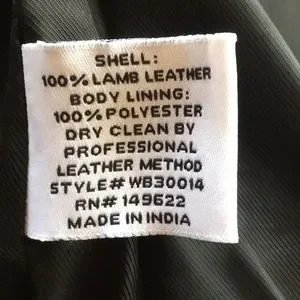 SHELL:
100% LAMB LEATHER
BODY LINING:
100% POLYESTER
DRY CLEAN BY
PROFESSIONAL
LEATHER METHOD
STYLE# WB30014
RN# 149622
MADE IN INDIA